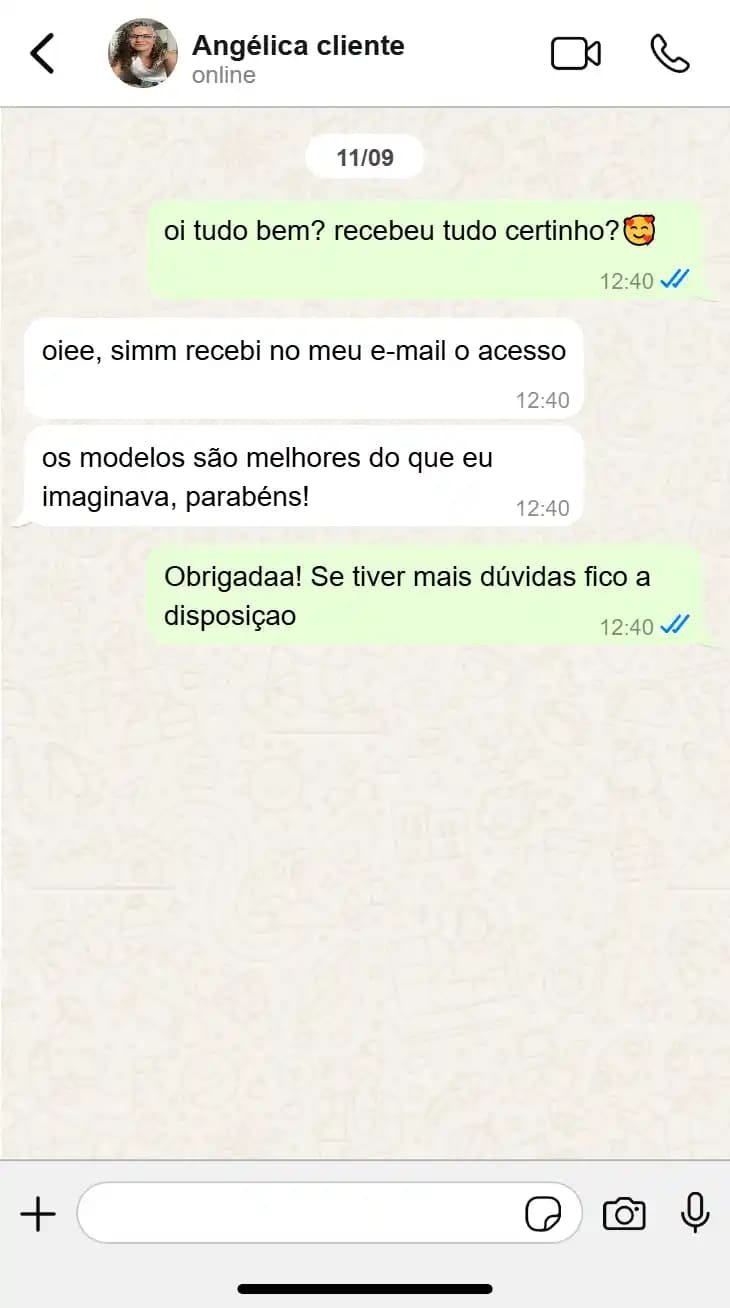 Angélica cliente
online
11/09
oi tudo bem? recebeu tudo certinho?🥰
12:40
oiee, simm recebi no meu e-mail o acesso
12:40
os modelos são melhores do que eu
imaginava, parabéns!
12:40
Obrigadaa! Se tiver mais dúvidas fico a
disposiçao
12:40